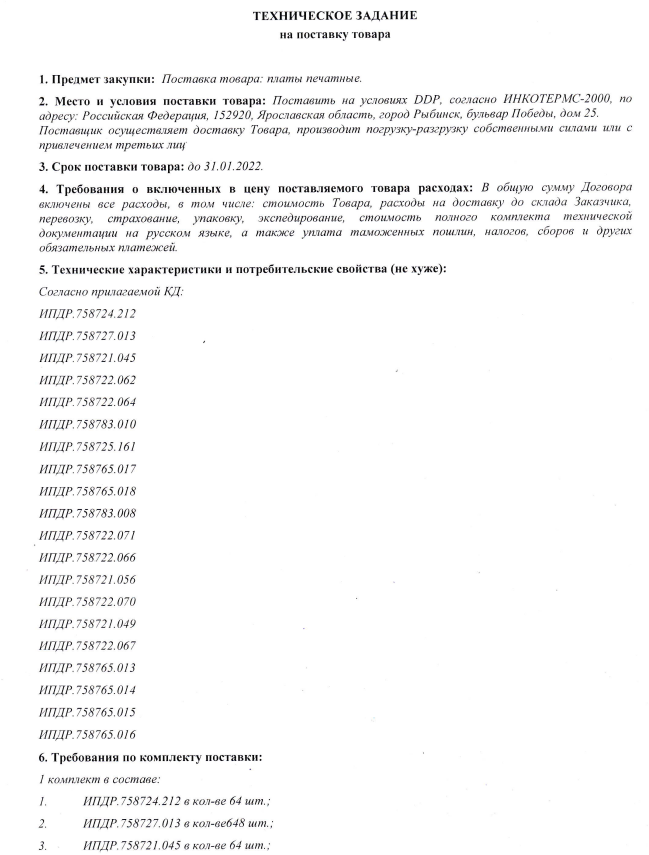 ТЕХНИЧЕСКОЕ ЗАДАНИЕ
на поставку товара
1. Предмет закупки: Поставка товара: платы печатные.
2. Место и условия поставки товара: Поставить на условиях DDP, согласно ИНКОТЕРМС-2000, по
адресу: Российская Федерация, 152920, Ярославская область, город Рыбинск, бульвар Победы, дом 25.
Поставщик осуществляет доставку Товара, производит погрузку-разгрузку собственными силами или с
привлечением третьих лиц
3. Срок поставки товара: до 31.01.2022.
4. Требования о включенных в цену поставляемого товара расходах: В общую сумму Договора
включены все расходы, в том числе: стоимость Товара, расходы на доставку до склада Заказчика,
перевозку, страхование, упаковку, экспедирование, стоимость полного комплекта технической
документации на русском языке, а также уплата таможенных пошлин, налогов, сборов и других
обязательных платежей.
5. Технические характеристики и потребительские свойства (не хуже):
Согласно прилагаемой КД:
ИПДР.758724.212
ИПДР.758727.013
ИПДР.758721.045
ИПДР.758722.062
ИПДР.758722.064
ИПДР.758783.010
ИПДР.758725.161
ИПДР.758765.017
ИПДР.758765.018
ИПДР.758783.008
ИПДР.758722.071
ИПДР.758722.066
ИПДР.758721.056
ИПДР.758722.070
ИПДР.758721.049
ИПДР.758722.067
ИПДР.758765.013
ИПДР.758765.014
ИПДР.758765.015
ИПДР.758765.016
6. Требования по комплекту поставки:
1 комплект в составе:
1. ИПДР.758724.212 в кол-ве 64 шт.;
2. ИПДР.758727.013 в кол-ве648 шт.;
3. ИПДР.758721.045 в кол-ве 64 шт.;